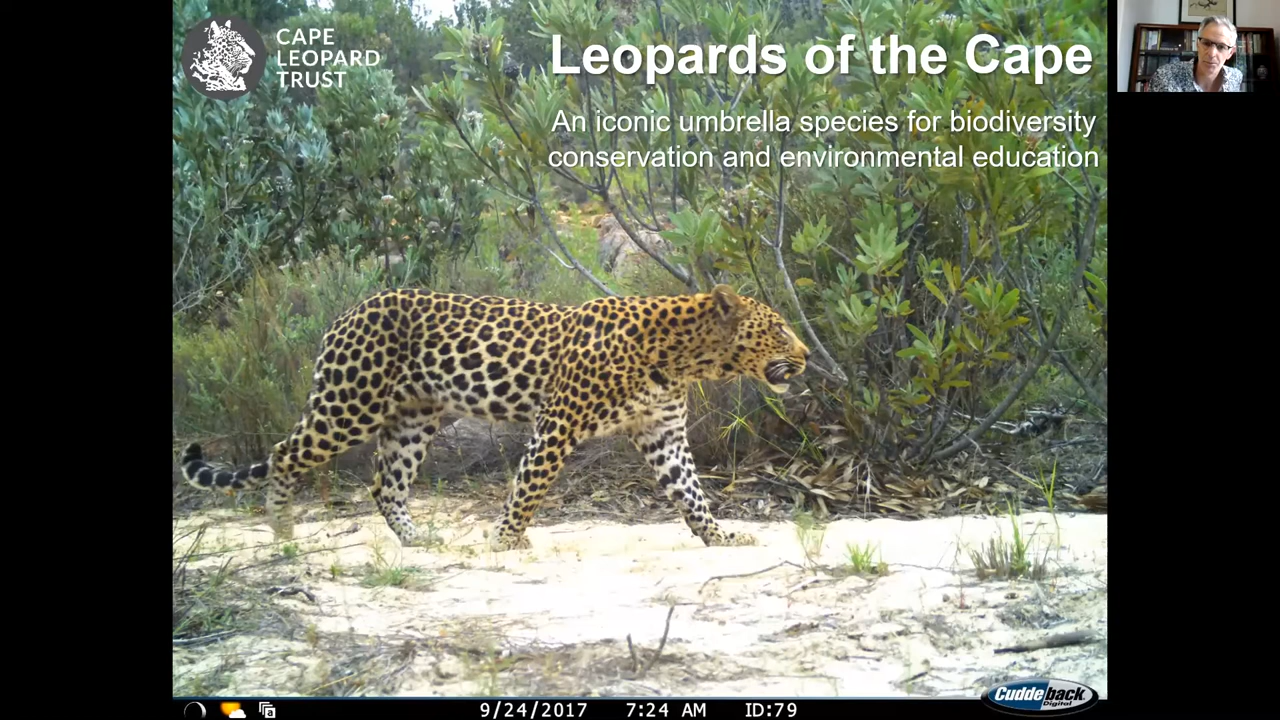 CAPE
LEOPARD
TRUST
Leopards of the Cape
An iconic umbrella species for biodiversity
conservation and environmental education
9/24/2017 7:24 AM ID:79
Cuddeback
Digital